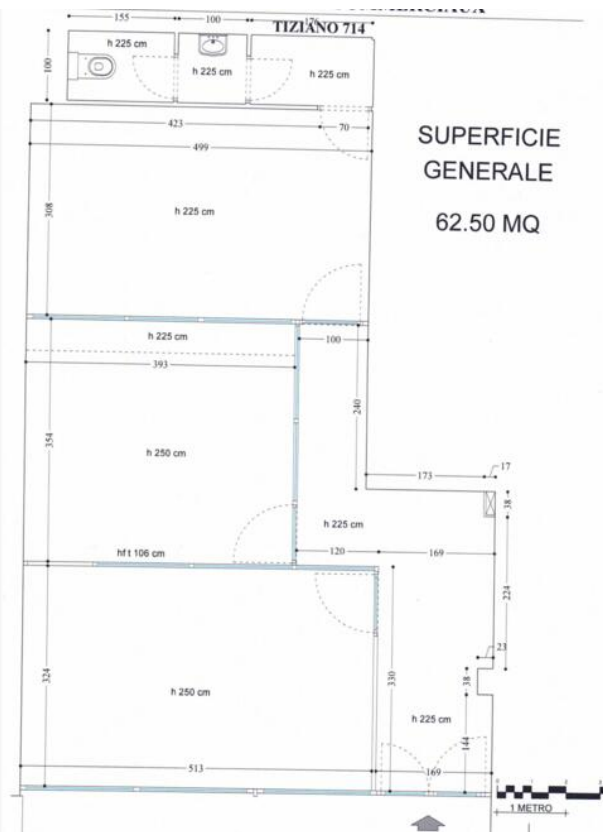 TIZIANO 714
155
100
176
100
h 225 cm
h 225 cm
h 225 cm
423
70
499
SUPERFICIE
GENERALE
62.50 MQ
308
h 225 cm
h 225 cm
100
393
240
354
h 250 cm
173
17
38
h 225 cm
hf t 106 cm
120
169
224
23
324
330
38
h 250 cm
h 225 cm
144
513
169
1 METRO